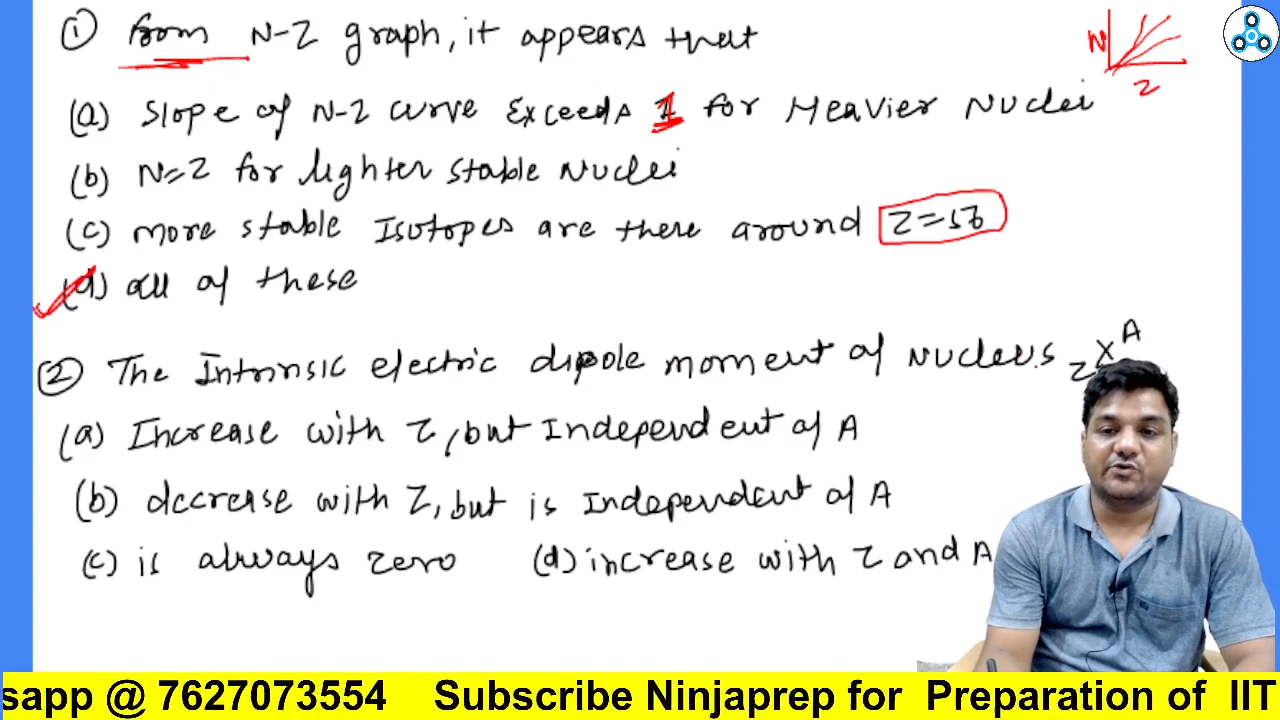 ① from N-Z graph, it appears that
N
Z
(a) Slope of N-Z curve Exceeds 1 for Heavier Nuclei
(b) N=Z for lighter stable Nuclei
(c) more stable Isotopes are there around Z=50
(d) all of these
② The Intrinsic electric dipole moment of Nucleus zXᴬ
(a) Increase with Z, but Independent of A
(b) decrease with Z, but is Independent of A
(c) is always zero (d) increase with Z and A
sapp @ 7627073554 Subscribe Ninjaprep for Preparation of IIT